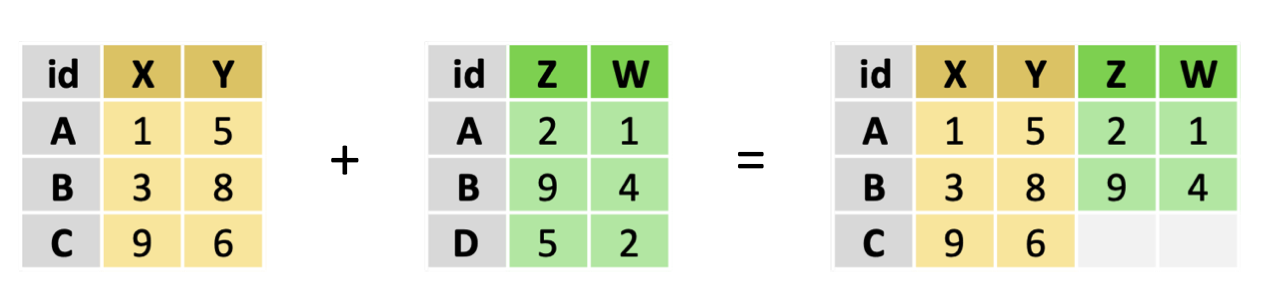 id X Y id Z W id X Y Z W
A 1 5 A 2 1 A 1 5 2 1
+ =
B 3 8 B 9 4 B 3 8 9 4
C 9 6 D 5 2 C 9 6